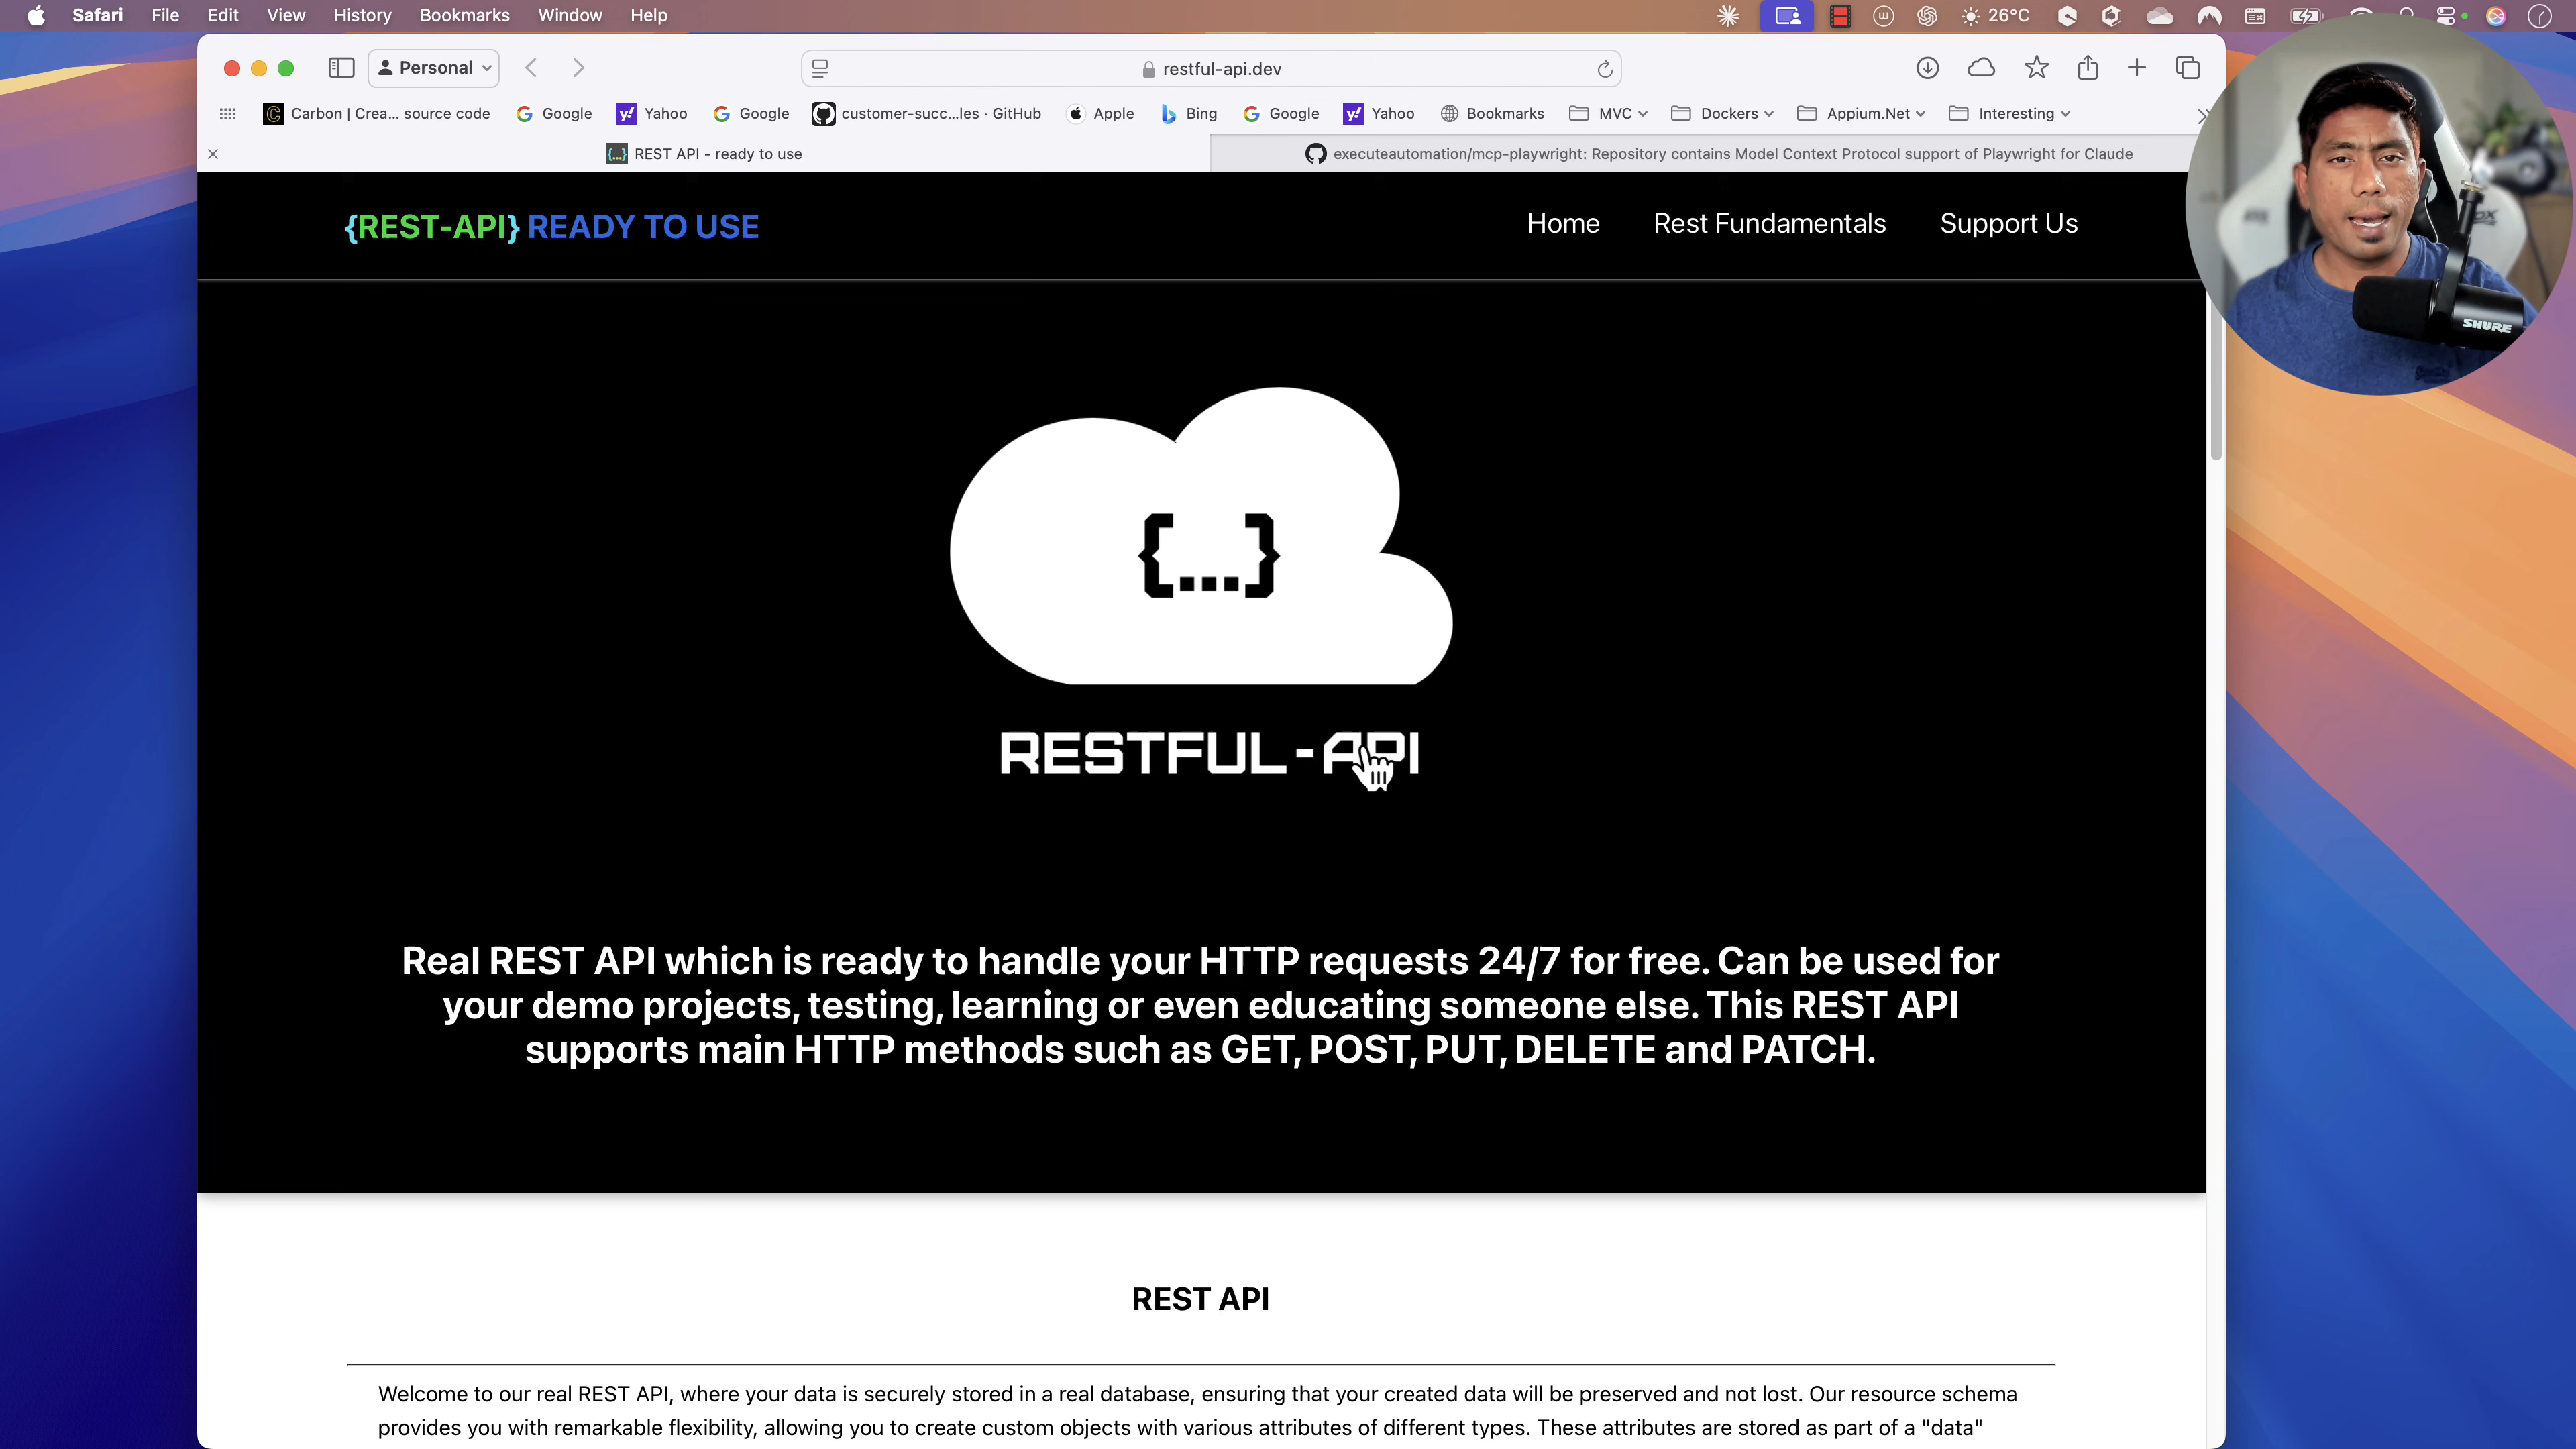 Safari File Edit View History Bookmarks Window Help 26°C
Personal restful-api.dev
Carbon | Crea... source code Google Yahoo Google customer-succ...les · GitHub Apple Bing Google Yahoo Bookmarks MVC Dockers Appium.Net Interesting
REST API - ready to use executeautomation/mcp-playwright: Repository contains Model Context Protocol support of Playwright for Claude
{REST-API} READY TO USE Home Rest Fundamentals Support Us
{...}
RESTFUL-API
SHURE
Real REST API which is ready to handle your HTTP requests 24/7 for free. Can be used for
your demo projects, testing, learning or even educating someone else. This REST API
supports main HTTP methods such as GET, POST, PUT, DELETE and PATCH.
REST API
Welcome to our real REST API, where your data is securely stored in a real database, ensuring that your created data will be preserved and not lost. Our resource schema
provides you with remarkable flexibility, allowing you to create custom objects with various attributes of different types. These attributes are stored as part of a "data"